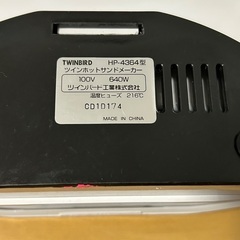 TWINBIRD HP-4364型
ツインホットサンドメーカー
100V 640W
ツインバード工業株式会社
温度ヒューズ 216℃
CD10174
MADE IN CHINA